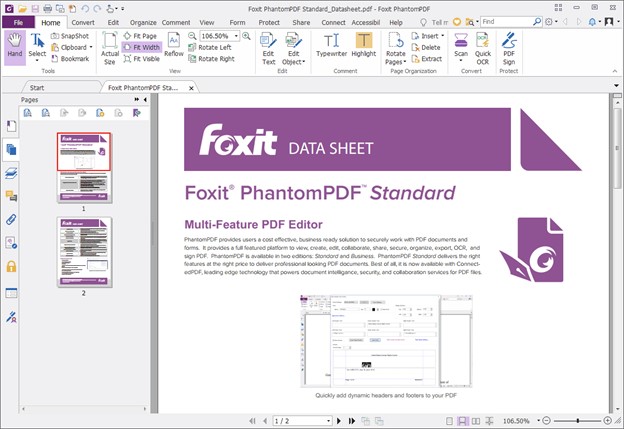 Foxit PhantomPDF Standard_Datasheet.pdf - Foxit PhantomPDF
File Home Convert Edit Organize Comment View Form Protect Share Connect Accessibil Help Tell m Find
Hand
Select
SnapShot
Clipboard
Bookmark
Tools
Actual Size
Fit Page
Fit Width
Fit Visible
Reflow
106.50%
Rotate Left
Rotate Right
View
Edit Text
Edit Object
Edit
Typewriter
Highlight
Comment
Rotate Pages
Insert
Delete
Extract
Page Organization
Scan
Quick OCR
Convert
PDF Sign
Protect
Start
Foxit PhantomPDF Sta...
Pages
1
2
foxit DATA SHEET
Foxit® PhantomPDF™ Standard
Multi-Feature PDF Editor
PhantomPDF provides users a cost effective, business ready solution to securely work with PDF documents and
forms. It provides a full featured platform to view, create, edit, collaborate, share, secure, organize, export, OCR, and
sign PDF. PhantomPDF is available in two editions: Standard and Business. PhantomPDF Standard delivers the right
features at the right price to deliver professional looking PDF documents. Best of all, it is now available with Connect-
edPDF, leading edge technology that powers document intelligence, security, and collaboration services for PDF files.
Quickly add dynamic headers and footers to your PDF
1 / 2
106.50%